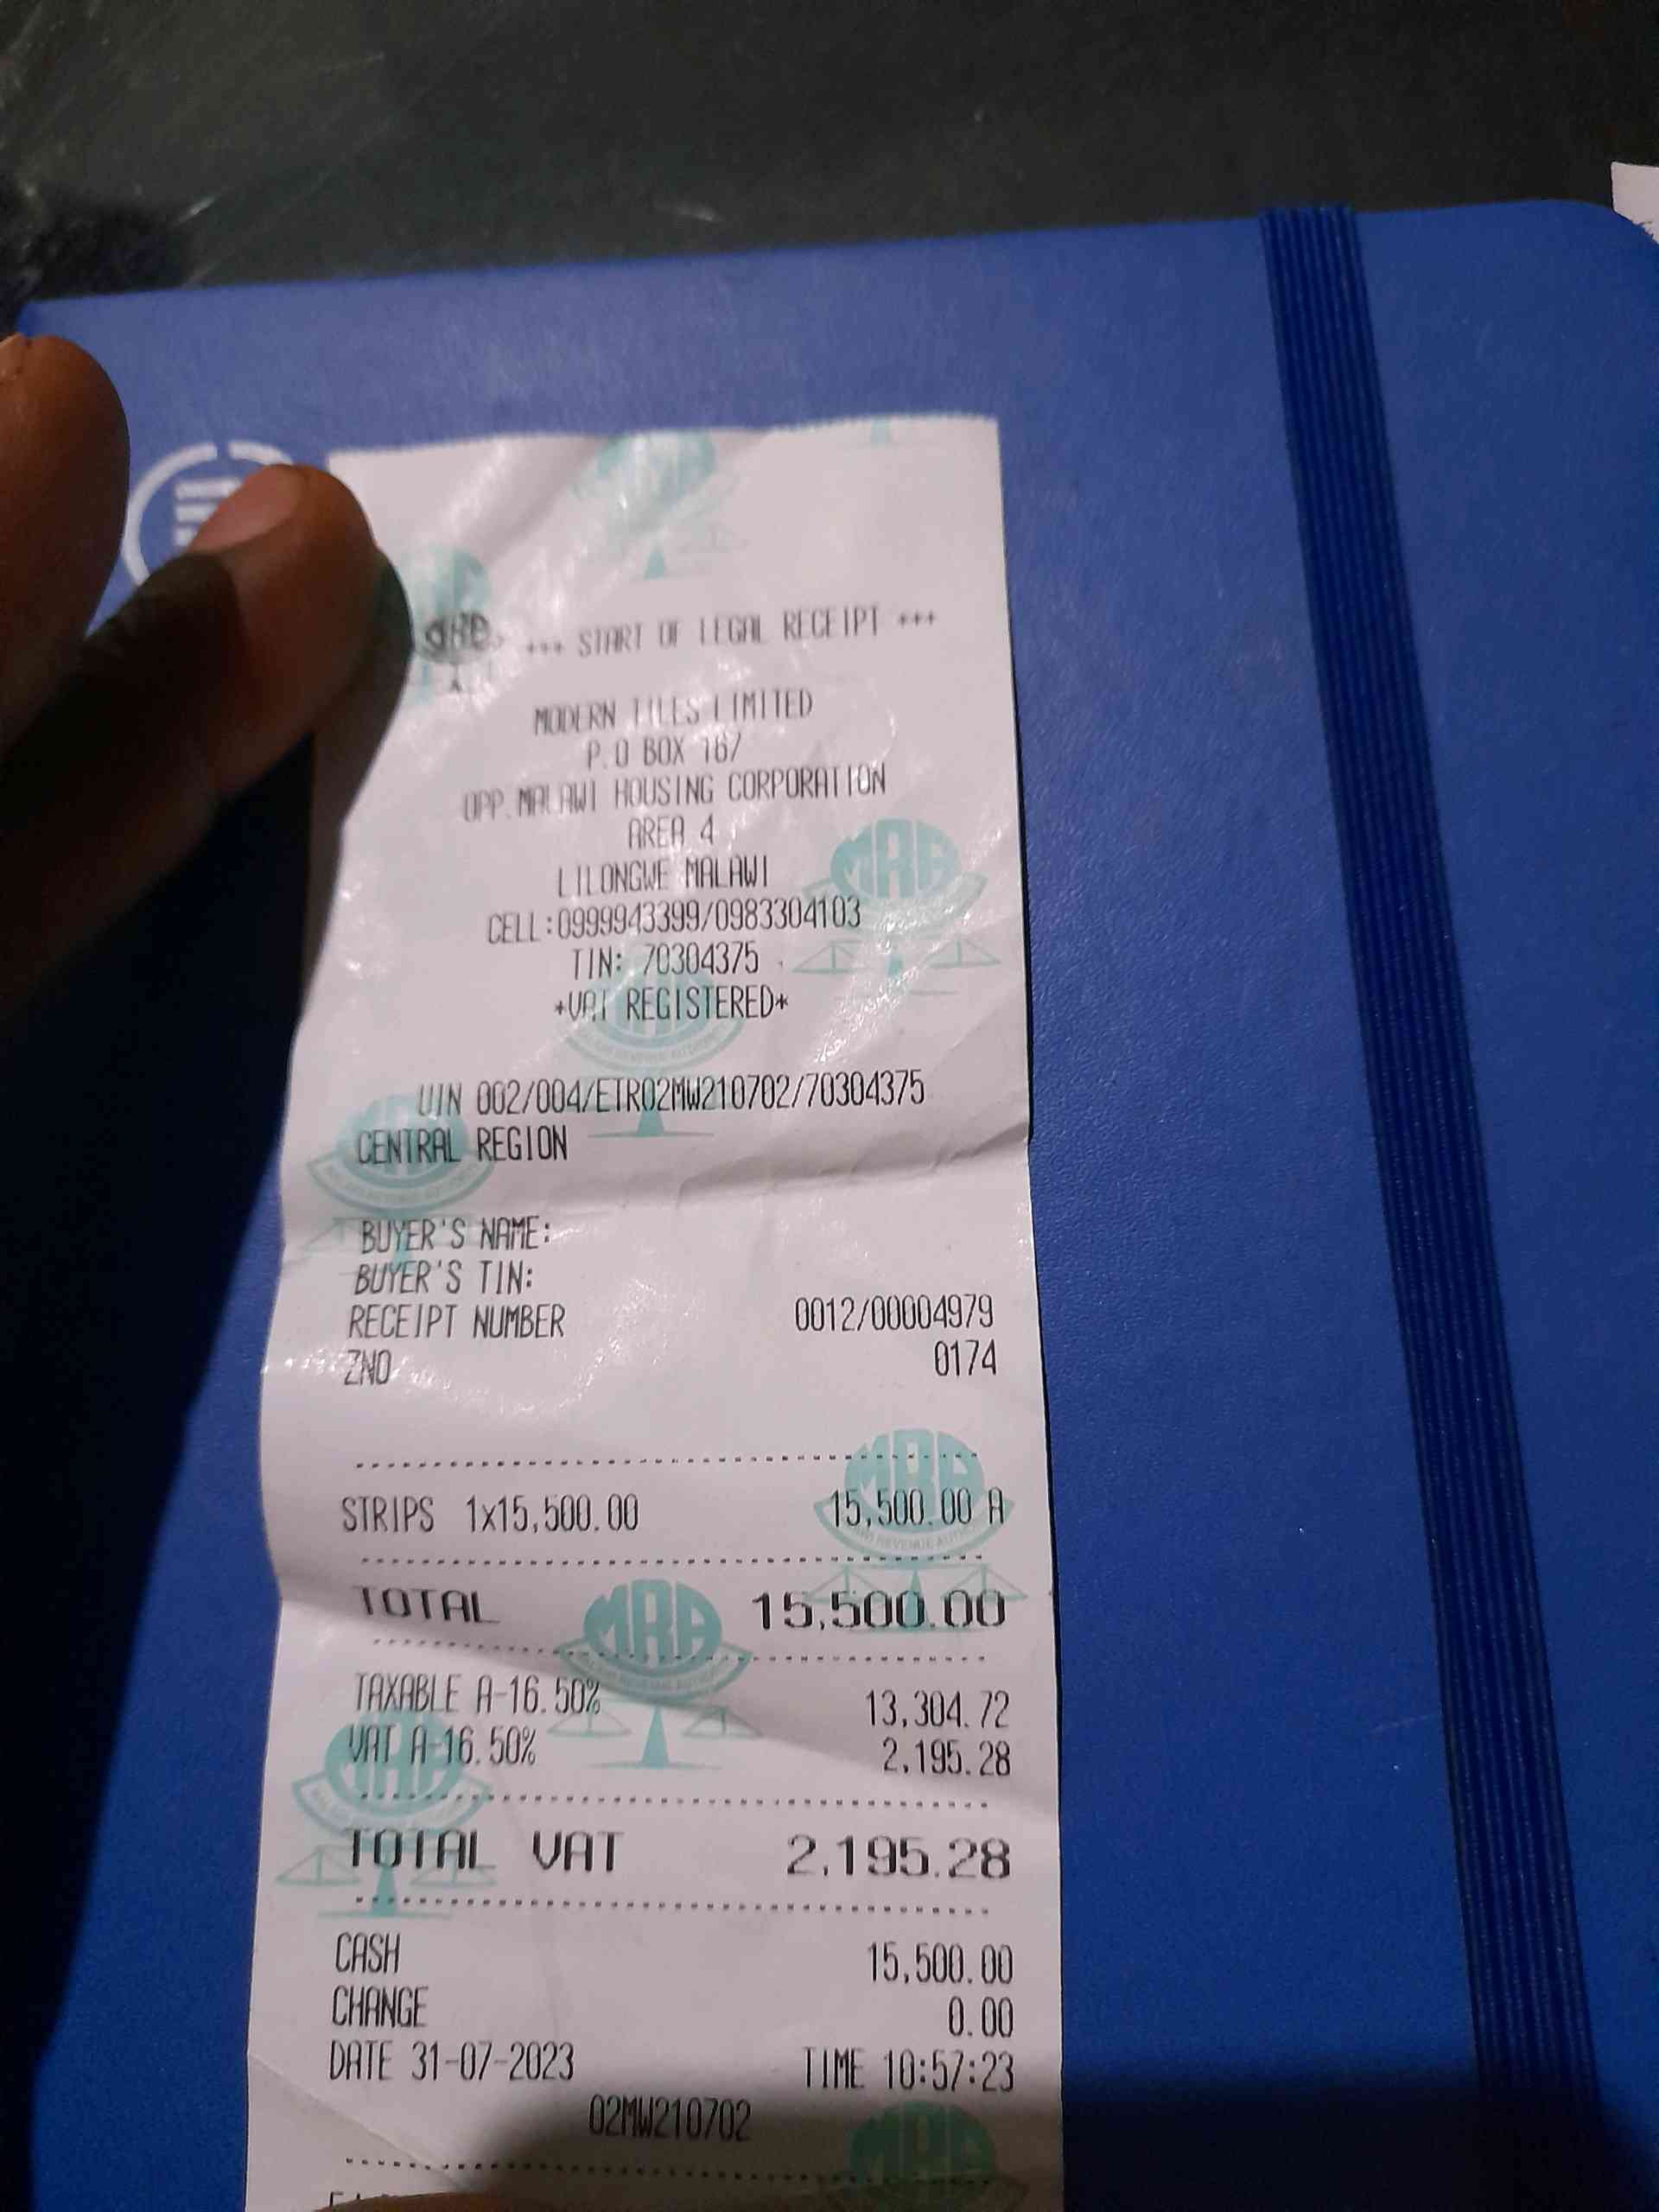 *** START OF LEGAL RECEIPT ***
MODERN TILES LIMITED
P.O BOX 167
OPP.MALAWI HOUSING CORPORATION
AREA 4
LILONGWE MALAWI
CELL:0999943399/0983304103
TIN: 70304375
*VAT REGISTERED*
UIN 002/004/ETR02MW210702/70304375
CENTRAL REGION
BUYER'S NAME:
BUYER'S TIN:
RECEIPT NUMBER 0012/00004979
ZNO 0174
STRIPS 1x15,500.00 15,500.00 A
TOTAL 15,500.00
TAXABLE A-16.50% 13,304.72
VAT A-16.50% 2,195.28
TOTAL VAT 2,195.28
CASH 15,500.00
CHANGE 0.00
DATE 31-07-2023 TIME 10:57:23
02MW210702
MRA